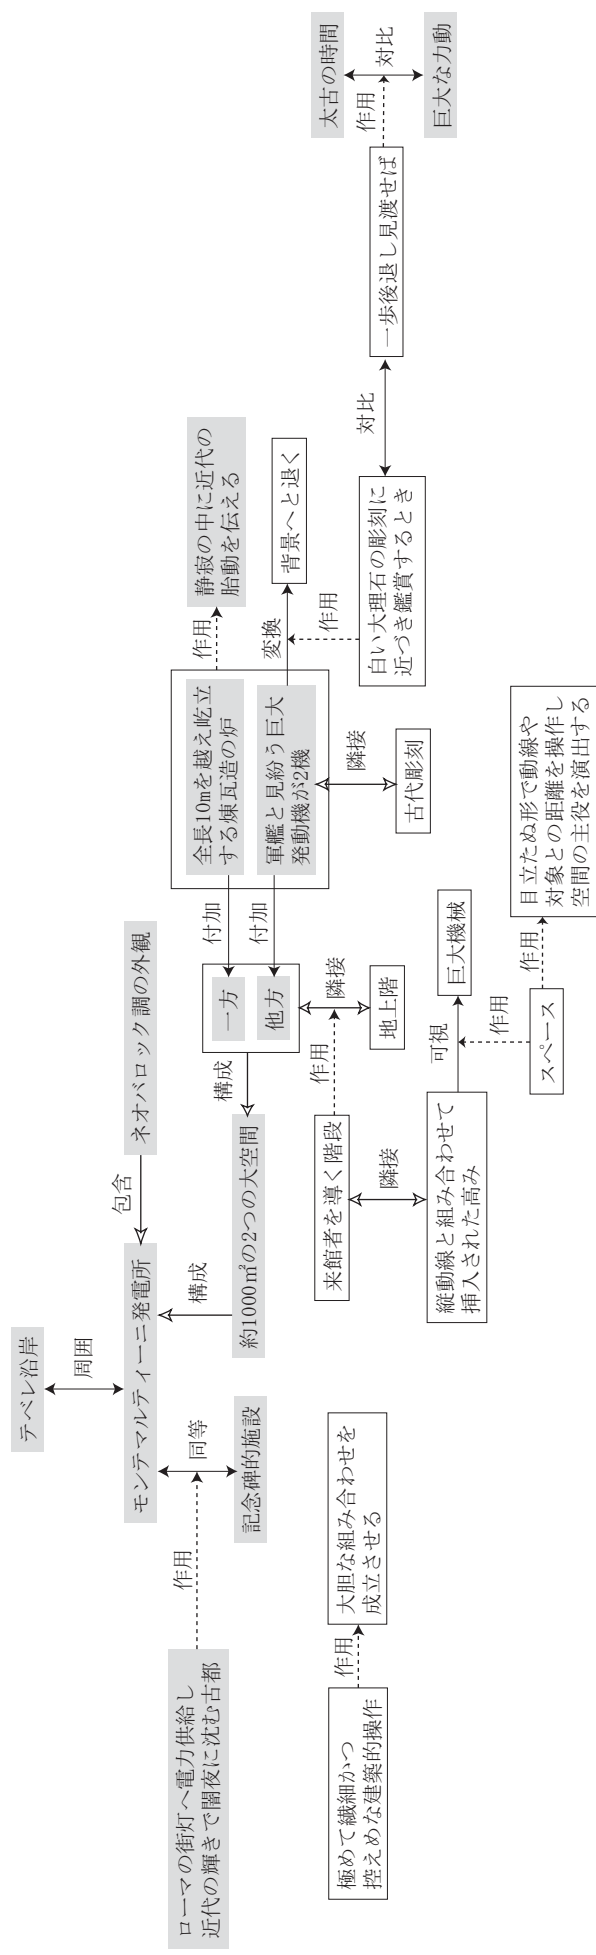 ローマの街灯へ電力供給し
近代の輝きで闇夜に沈む古都
作用
テベレ沿岸
周囲
モンテマルティーニ発電所
同等
記念碑的施設
包含
ネオバロック調の外観
構成
約1000㎡の2つの大空間
構成
一方
他方
付加
付加
全長10mを越え屹立
する煉瓦造の炉
軍艦と見紛う巨大
発動機が2機
作用
静寂の中に近代の
胎動を伝える
変換
背景へと退く
作用
隣接
古代彫刻
白い大理石の彫刻に
近づき鑑賞するとき
対比
一歩後退し見渡せば
作用
太古の時間
対比
巨大な力動
来館者を導く階段
作用
隣接
地上階
隣接
縦動線と組み合わせて
挿入された高み
可視
巨大機械
作用
スペース
作用
目立たぬ形で動線や
対象との距離を操作し
空間の主役を演出する
極めて繊細かつ
控えめな建築的操作
作用
大胆な組み合わせを
成立させる